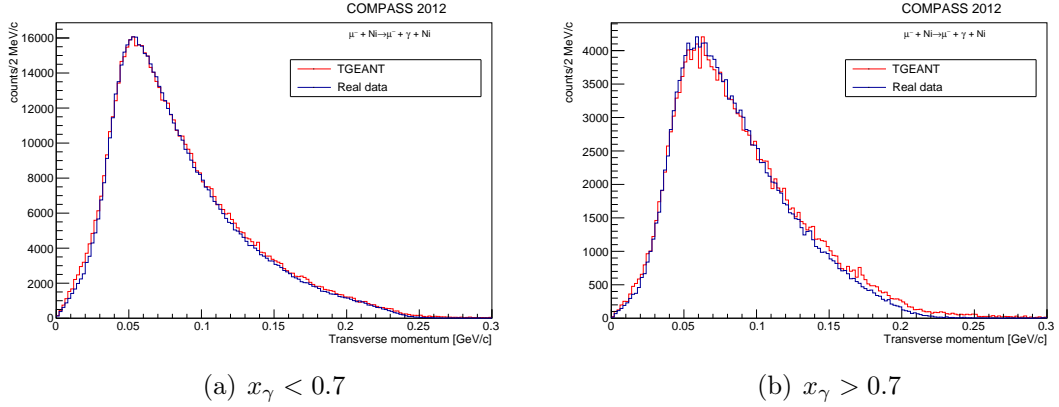 COMPASS 2012
μ⁻ + Ni→μ⁻ + γ + Ni
TGEANT
Real data
counts/2 MeV/c
16000
14000
12000
10000
8000
6000
4000
2000
0
0 0.05 0.1 0.15 0.2 0.25 0.3
Transverse momentum [GeV/c]
(a) xγ < 0.7
COMPASS 2012
μ⁻ + Ni→μ⁻ + γ + Ni
TGEANT
Real data
counts/2 MeV/c
4000
3500
3000
2500
2000
1500
1000
500
0
0 0.05 0.1 0.15 0.2 0.25 0.3
Transverse momentum [GeV/c]
(b) xγ > 0.7